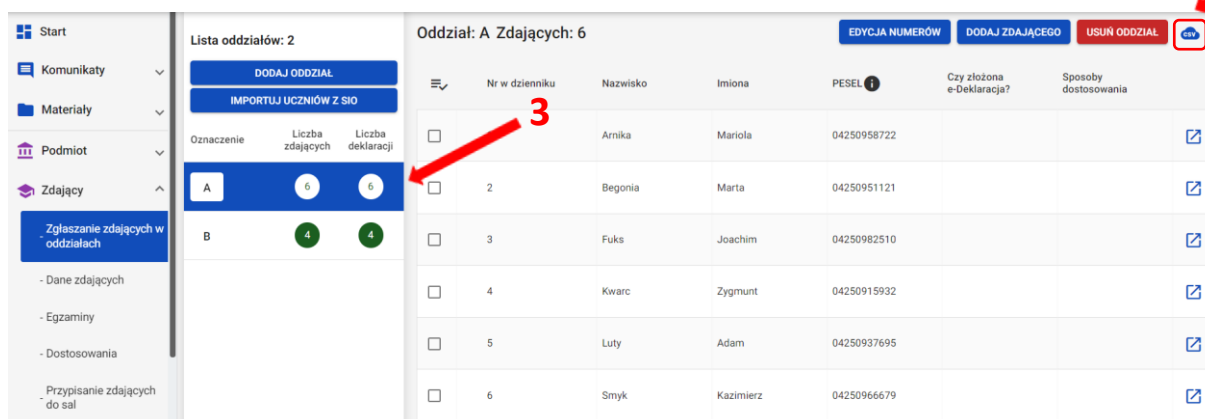 Start
Komunikaty
Materiały
Podmiot
Zdający
- Zgłaszanie zdających w
oddziałach
- Dane zdających
- Egzaminy
- Dostosowania
- Przypisanie zdających
do sal
Lista oddziałów: 2
DODAJ ODDZIAŁ
IMPORTUJ UCZNIÓW Z SIO
Oznaczenie Liczba zdających Liczba deklaracji
A 6 6
B 4 4
3
Oddział: A Zdających: 6
EDYCJA NUMERÓW DODAJ ZDAJĄCEGO USUŃ ODDZIAŁ CSV
Nr w dzienniku Nazwisko Imiona PESEL i Czy złożona e-Deklaracja? Sposoby dostosowania
Arnika Mariola 04250958722
2 Begonia Marta 04250951121
3 Fuks Joachim 04250982510
4 Kwarc Zygmunt 04250915932
5 Luty Adam 04250937695
6 Smyk Kazimierz 04250966679